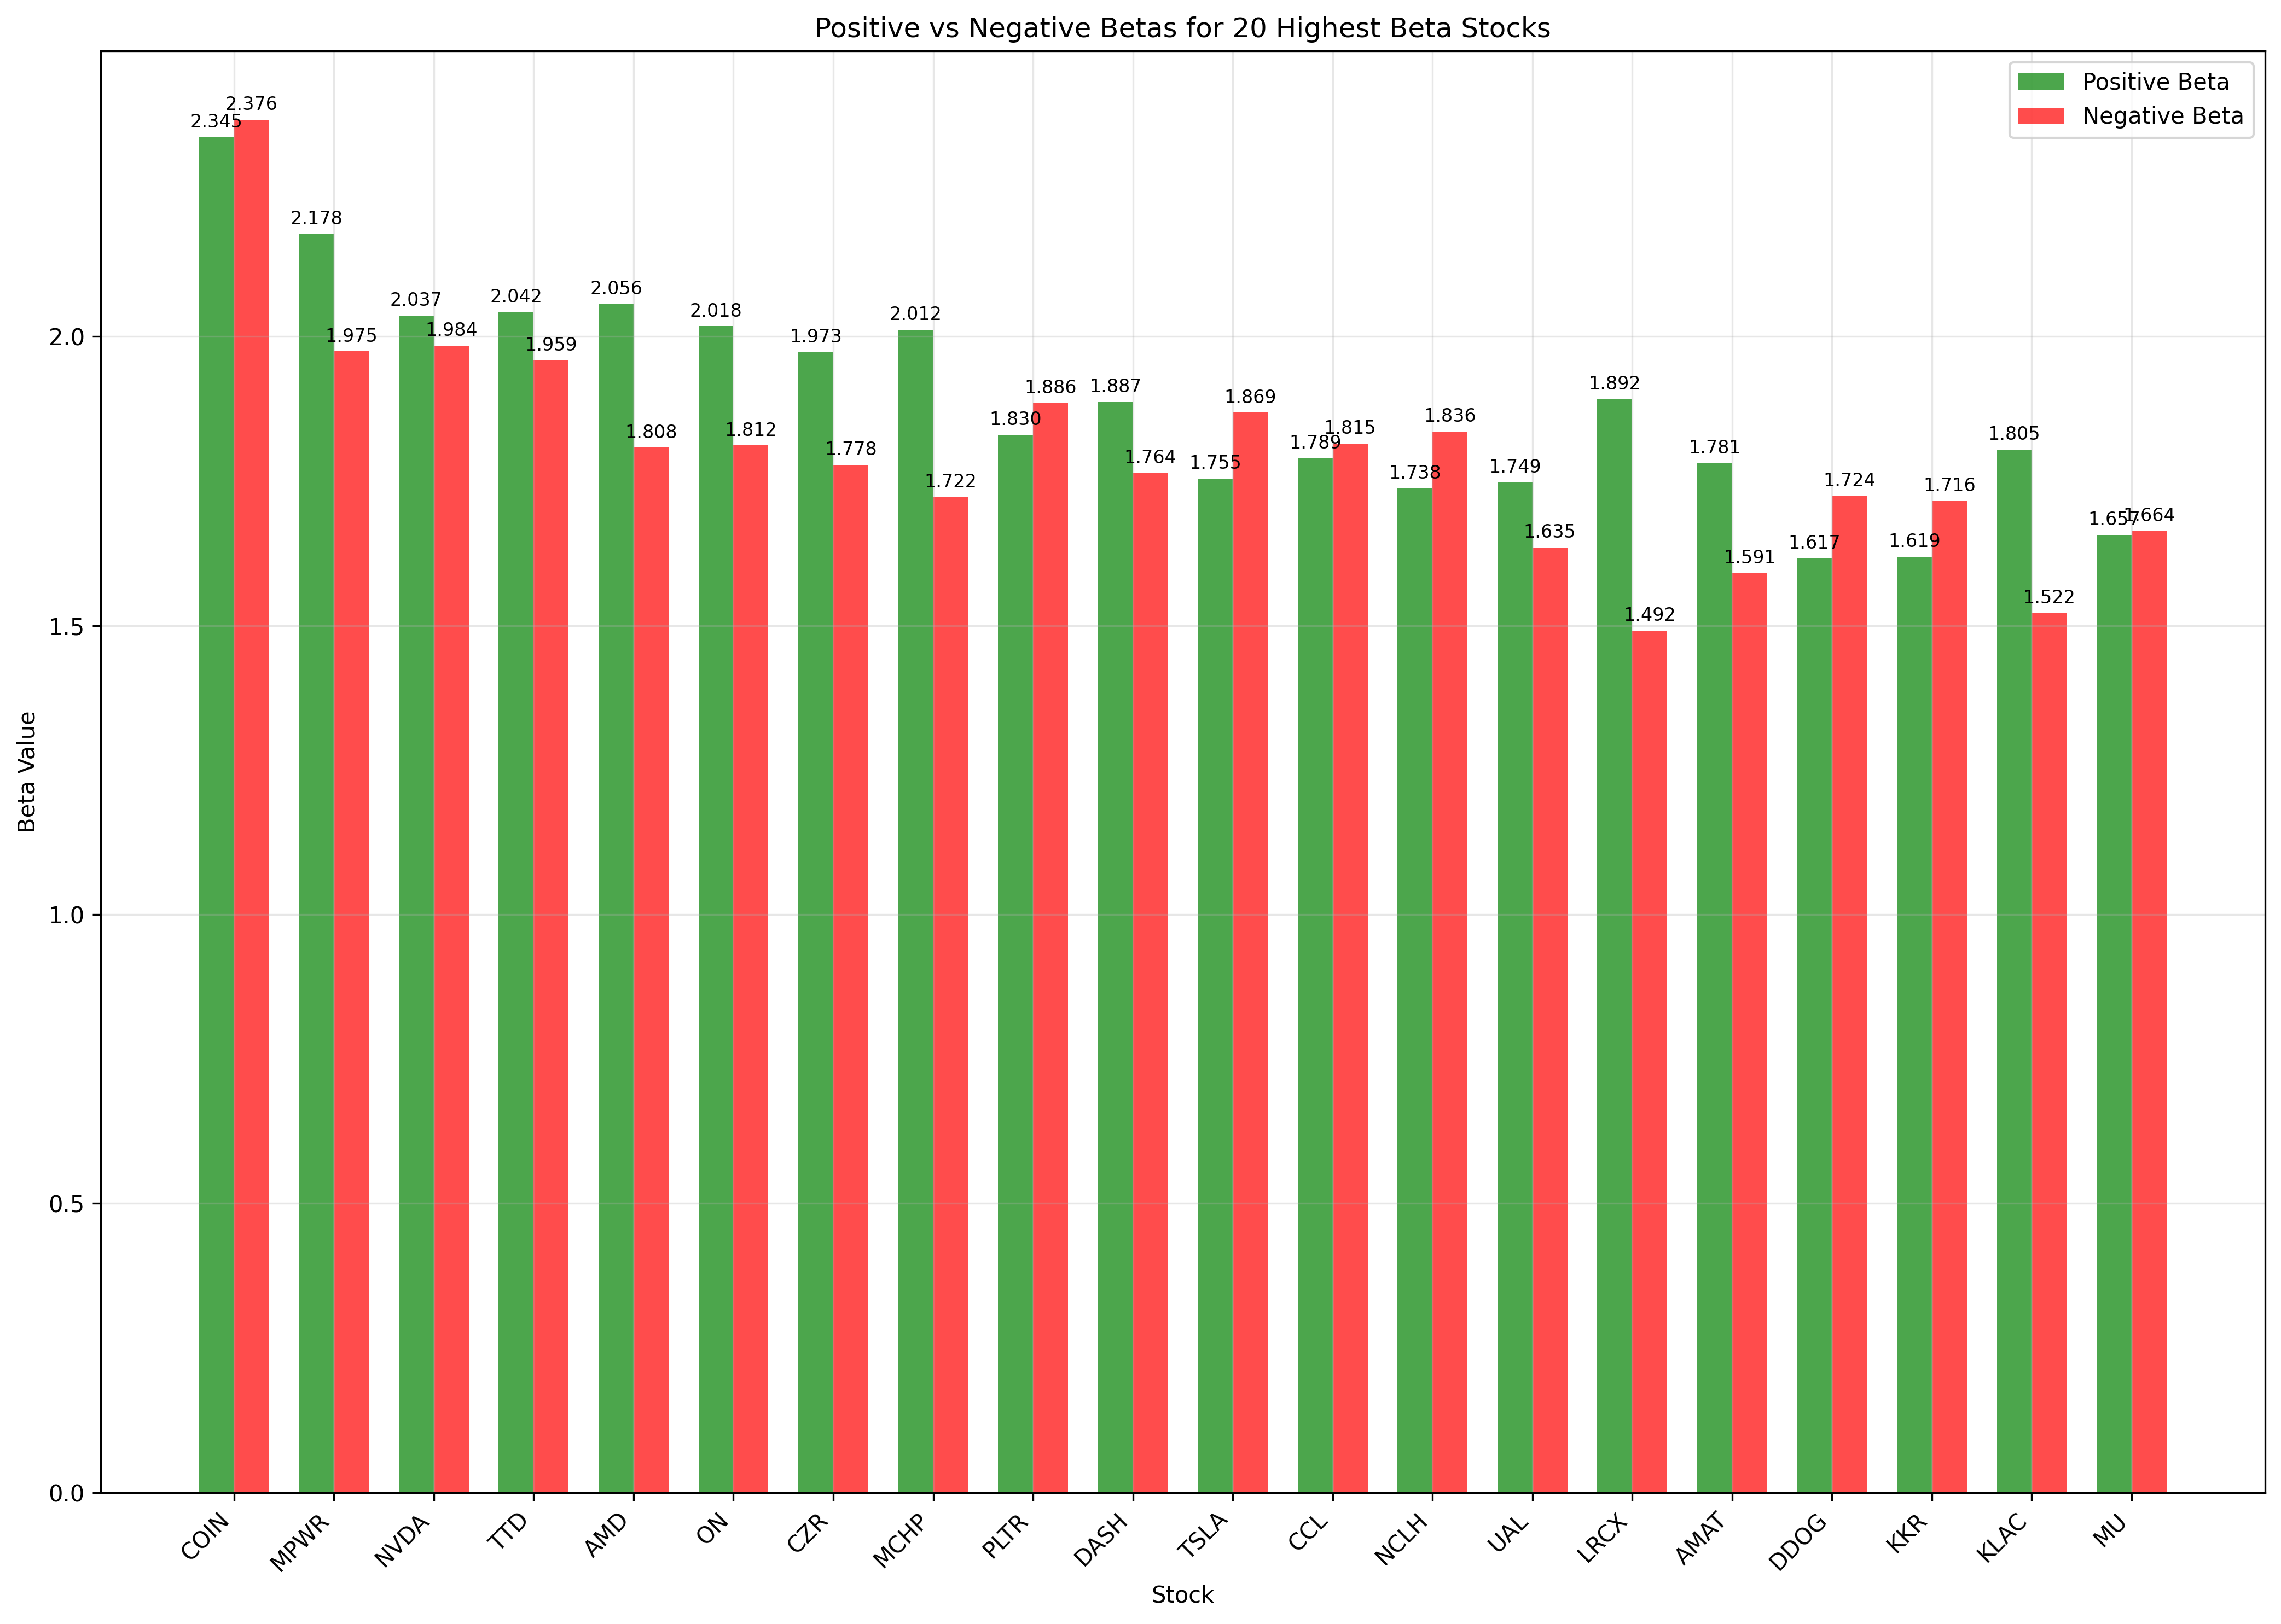 Positive vs Negative Betas for 20 Highest Beta Stocks
Positive Beta
Negative Beta
2.345
2.376
2.178
1.975
2.037
1.984
2.042
1.959
2.056
1.808
2.018
1.812
1.973
1.778
2.012
1.722
1.830
1.886
1.887
1.764
1.755
1.869
1.789
1.815
1.738
1.836
1.749
1.635
1.892
1.492
1.781
1.591
1.617
1.724
1.619
1.716
1.805
1.522
1.657
1.664
2.0
1.5
1.0
0.5
0.0
Beta Value
COIN
MPWR
NVDA
TTD
AMD
ON
CZR
MCHP
PLTR
DASH
TSLA
CCL
NCLH
UAL
LRCX
AMAT
DDOG
KKR
KLAC
MU
Stock